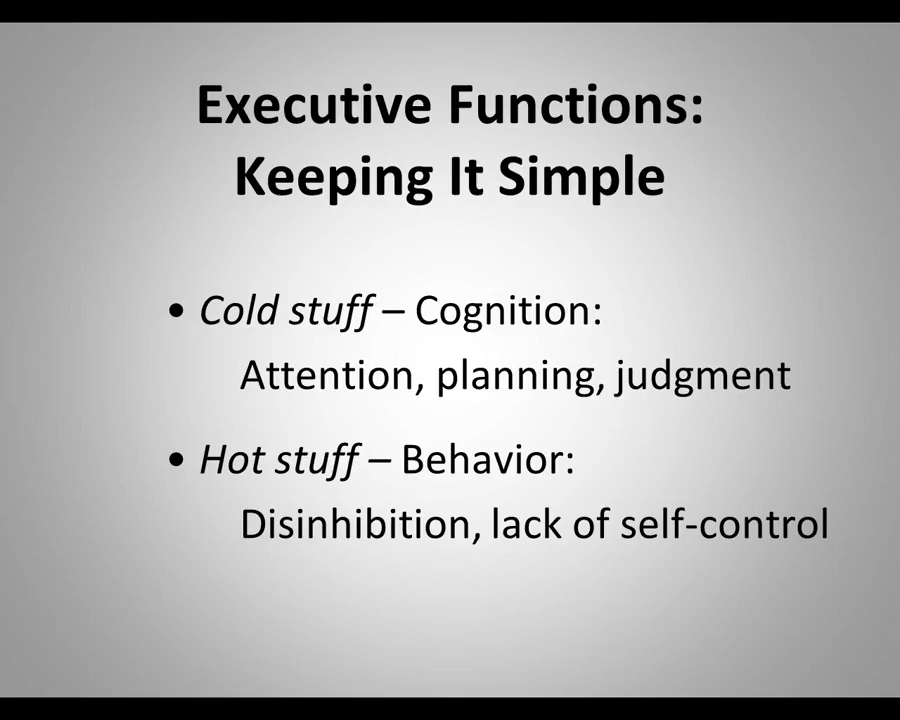 Executive Functions:
Keeping It Simple
• Cold stuff – Cognition:
Attention, planning, judgment
• Hot stuff – Behavior:
Disinhibition, lack of self-control